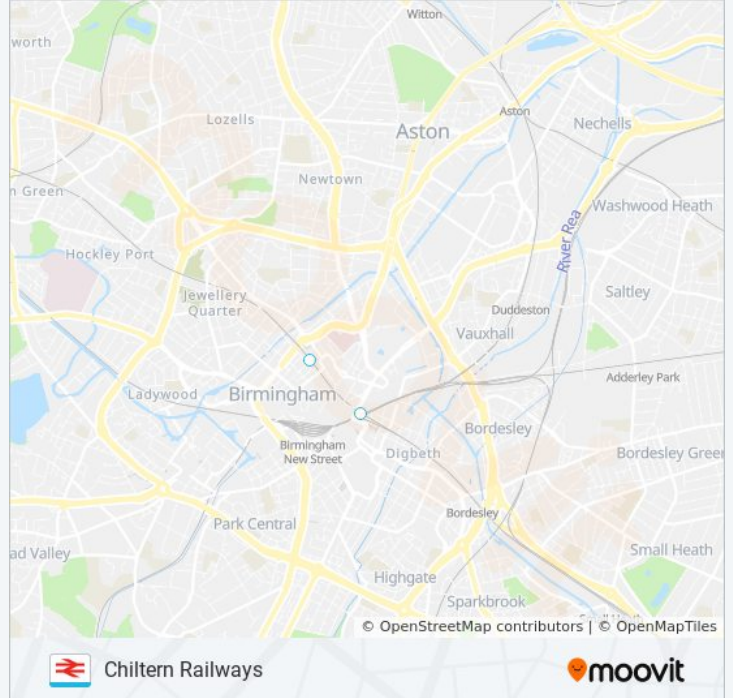 Witton
worth
Lozells
Aston
Aston
Nechells
Newtown
n Green
Washwood Heath
River Rea
Hockley Port
Saltley
Jewellery
Quarter
Duddeston
Vauxhall
Adderley Park
Ladywood
Birmingham
Bordesley
Birmingham
New Street
Digbeth
Bordesley Green
Bordesley
Park Central
ad Valley
Small Heath
Highgate
Sparkbrook
© OpenStreetMap contributors | © OpenMapTiles
Chiltern Railways
moovit